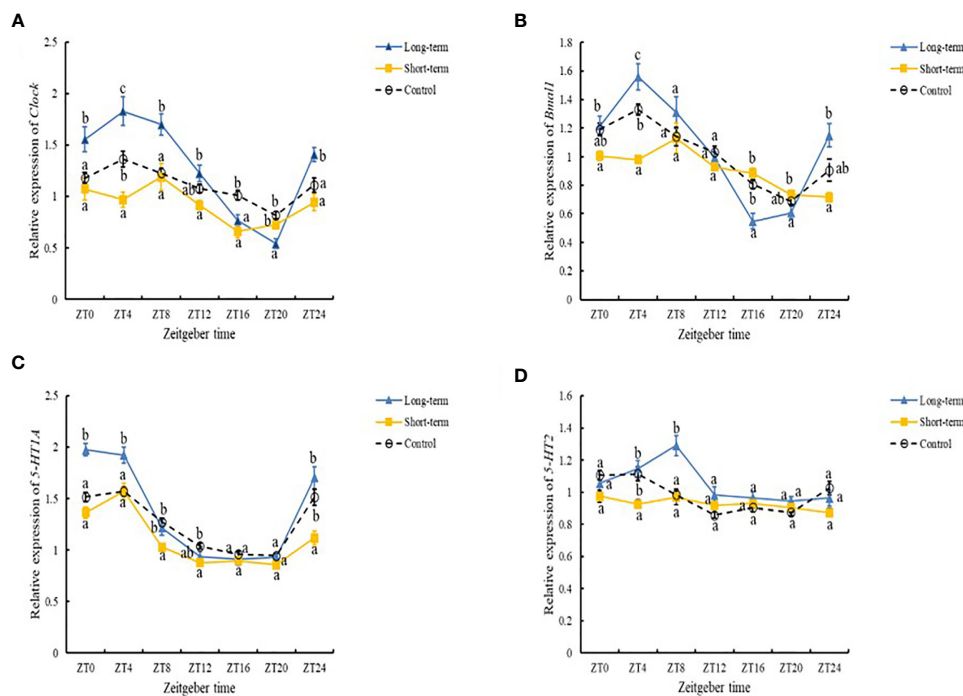 A
2.5
2
1.5
1
0.5
0
Relative expression of Clock
b
c
b
b
a
b
a
ab
b
b
b
a
a
a
a
a
a
a
b
a
a
ZT0 ZT4 ZT8 ZT12 ZT16 ZT20 ZT24
Zeitgeber time
Long-term
Short-term
Control
B
1.8
1.6
1.4
1.2
1
0.8
0.6
0.4
0.2
0
Relative expression of Bmal1
b
c
a
b
ab
b
a
a
a
a
a
a
a
b
b
a
b
ab
a
ab
a
ZT0 ZT4 ZT8 ZT12 ZT16 ZT20 ZT24
Zeitgeber time
Long-term
Short-term
Control
C
2.5
2
1.5
1
0.5
0
Relative expression of 5-HT1A
b
b
a
a
a
a
b
b
a
b
ab
a
a a
a
a
a
a
b
b
a
ZT0 ZT4 ZT8 ZT12 ZT16 ZT20 ZT24
Zeitgeber time
Long-term
Short-term
Control
D
1.6
1.4
1.2
1
0.8
0.6
0.4
0.2
0
Relative expression of 5-HT2
a
a
a
b
b
a
b
a
a
a
a
a
a
a
a
a
a
a
a
a
a
ZT0 ZT4 ZT8 ZT12 ZT16 ZT20 ZT24
Zeitgeber time
Long-term
Short-term
Control